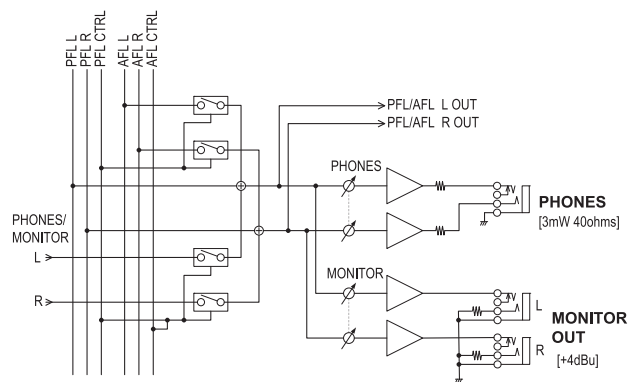 PFL L
PFL R
PFL CTRL
AFL L
AFL R
AFL CTRL
PFL/AFL L OUT
PFL/AFL R OUT
PHONES
PHONES
[3mW 40ohms]
PHONES/
MONITOR
L
R
MONITOR
L
R
MONITOR
OUT
[+4dBu]